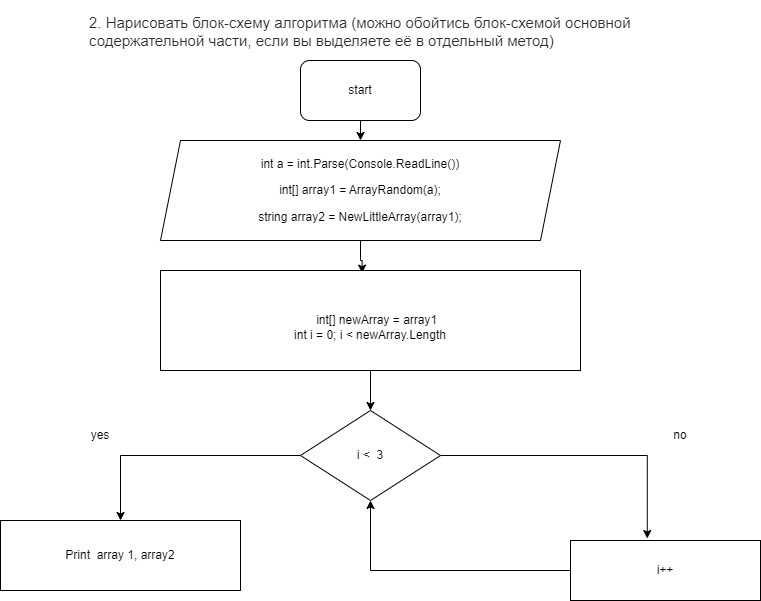 2. Нарисовать блок-схему алгоритма (можно обойтись блок-схемой основной
содержательной части, если вы выделяете её в отдельный метод)
start
int a = int.Parse(Console.ReadLine())
int[] array1 = ArrayRandom(a);
string array2 = NewLittleArray(array1);
int[] newArray = array1
int i = 0; i < newArray.Length
yes
no
i < 3
Print array 1, array2
i++